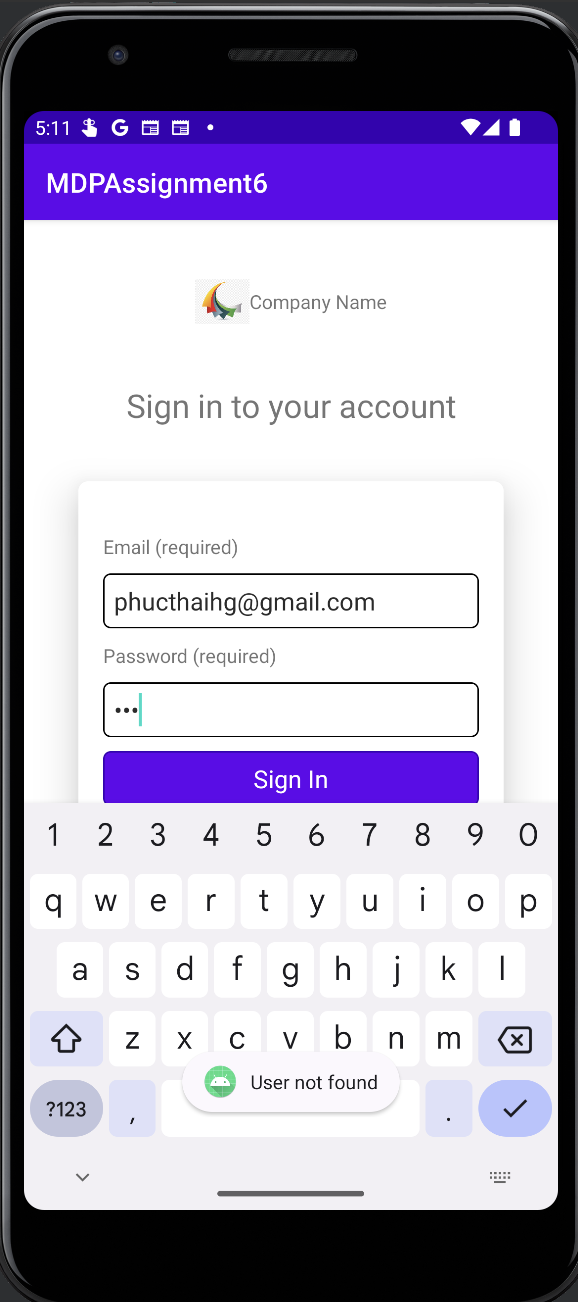 5:11
MDPAssignment6
Company Name
Sign in to your account
Email (required)
phucthaihg@gmail.com
Password (required)
•••
Sign In
1 2 3 4 5 6 7 8 9 0
q w e r t y u i o p
a s d f g h j k l
z x c v b n m
User not found
?123 , .